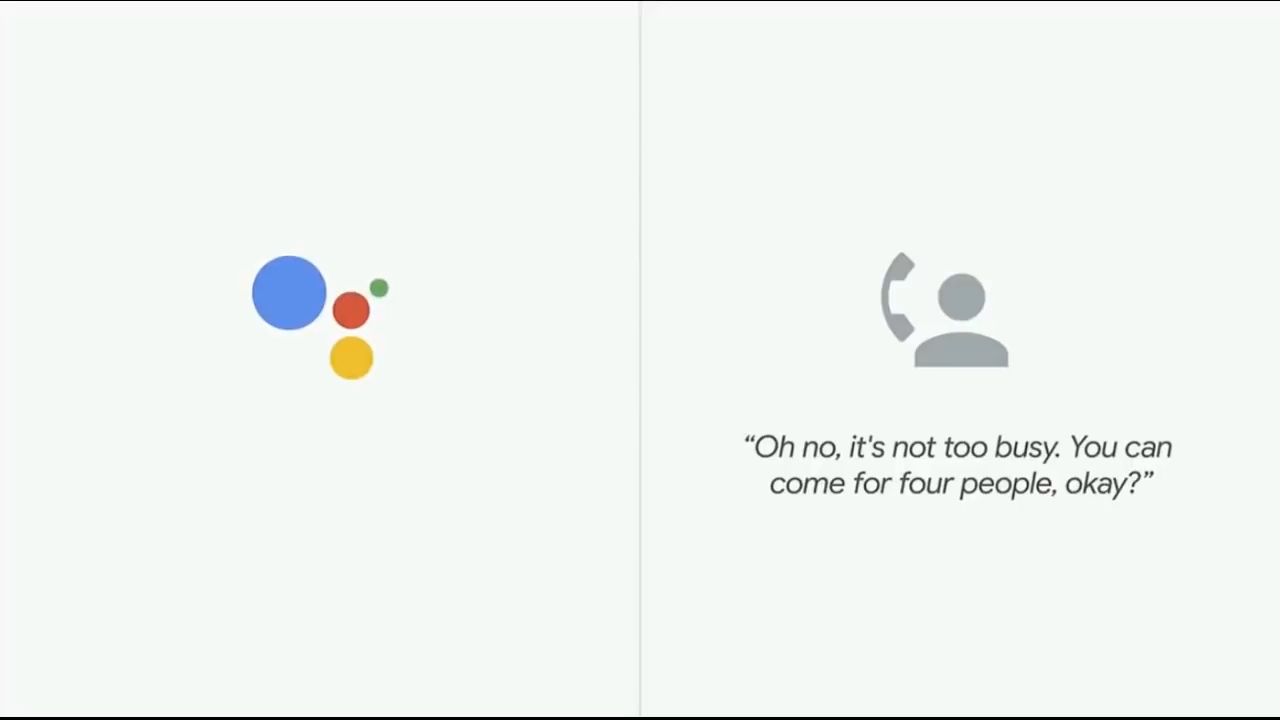 “Oh no, it's not too busy. You can
come for four people, okay?”